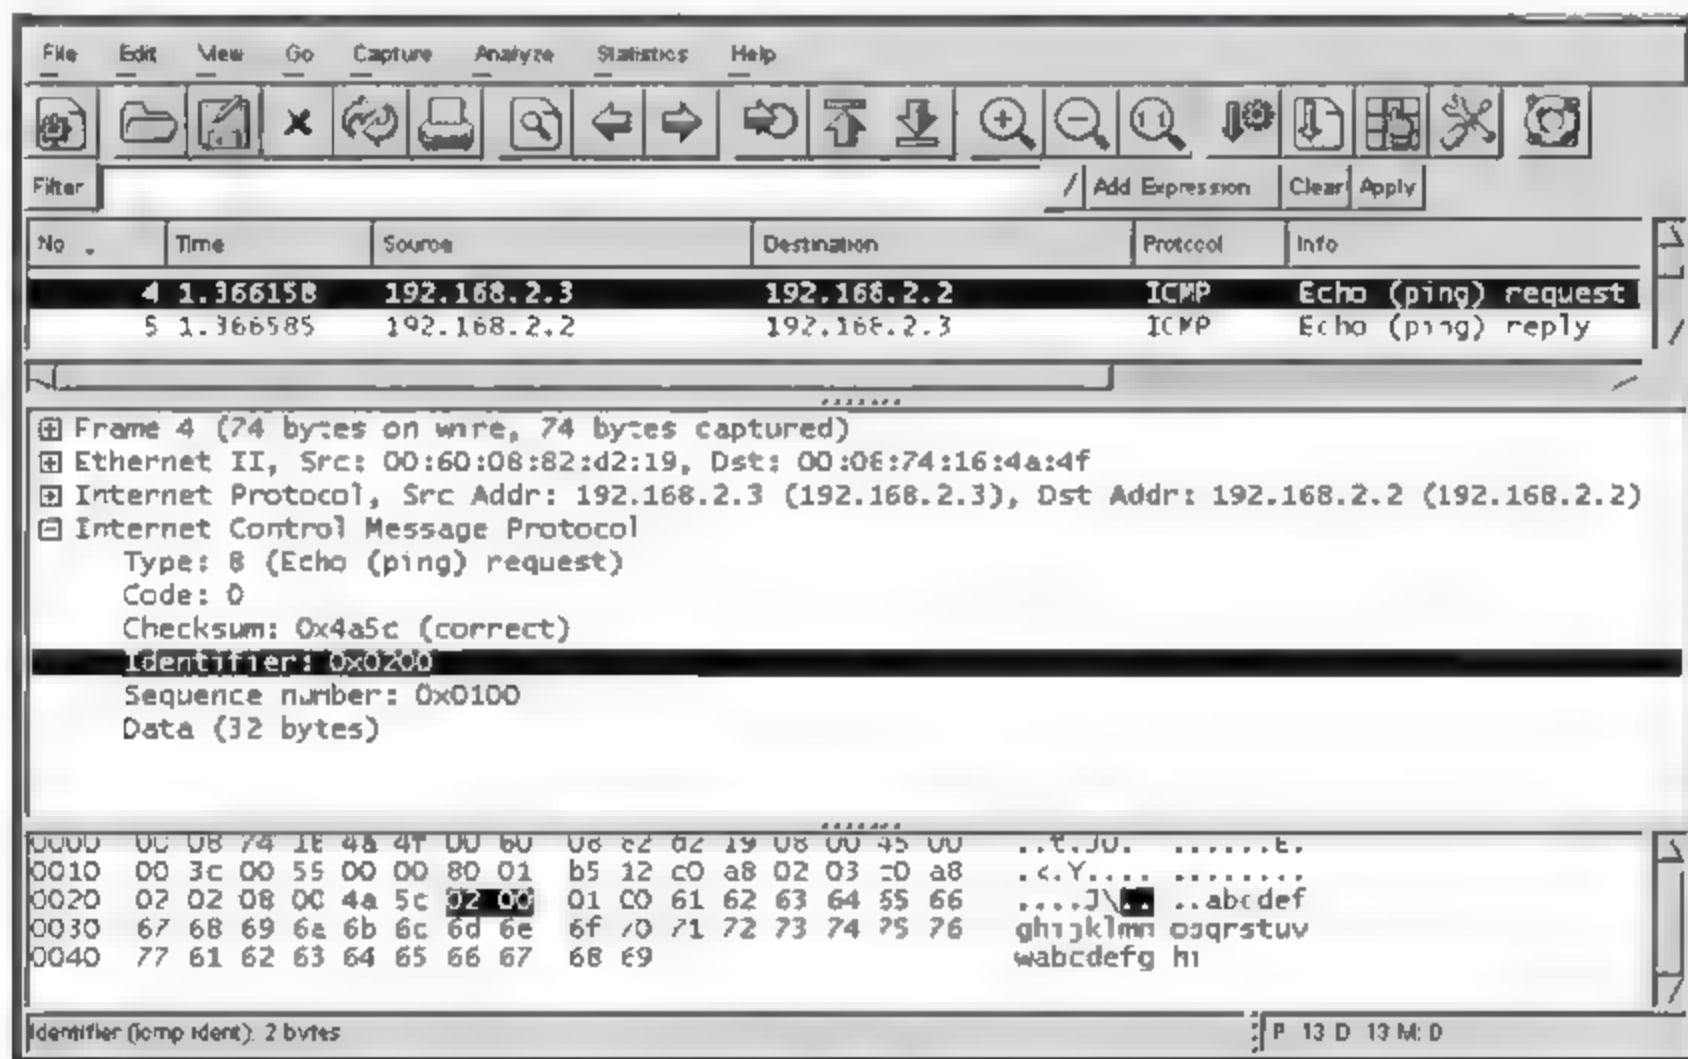 File Edit View Go Capture Analyze Statistics Help
Filter Add Expression Clear Apply
No. Time Source Destination Protocol Info
4 1.366158 192.168.2.3 192.168.2.2 ICMP Echo (ping) request
5 1.366585 192.168.2.2 192.168.2.3 ICMP Echo (ping) reply
Frame 4 (74 bytes on wire, 74 bytes captured)
Ethernet II, Src: 00:60:08:82:d2:19, Dst:
Internet Protocol, Src Addr: 192.168.2.3 (192.168.2.3), Dst Addr: 192.168.2.2 (192.168.2.2)
Internet Control Message Protocol
Type: 8 (Echo (ping) request)
Code: 0
Checksum: 0x4a5c (correct)
Identifier: 0x0200
Sequence number: 0x0100
Data (32 bytes)
0010 00 3c 00 00 00 80 01 b5 12 c0 a8 02 03 c0 a8
0020 02 02 08 00 4a 5c 02 00 01 00 61 62 63 64 65 66 ....J\.. ..abcdef
0030 67 68 69 6a 6b 6c 6d 6e 6f 70 71 72 73 74 75 76 ghijklmn opqrstuv
0040 77 61 62 63 64 65 66 67 68 69 wabcdefg hi
Identifier (icmp.ident), 2 bytes P: 13 D: 13 M: 0